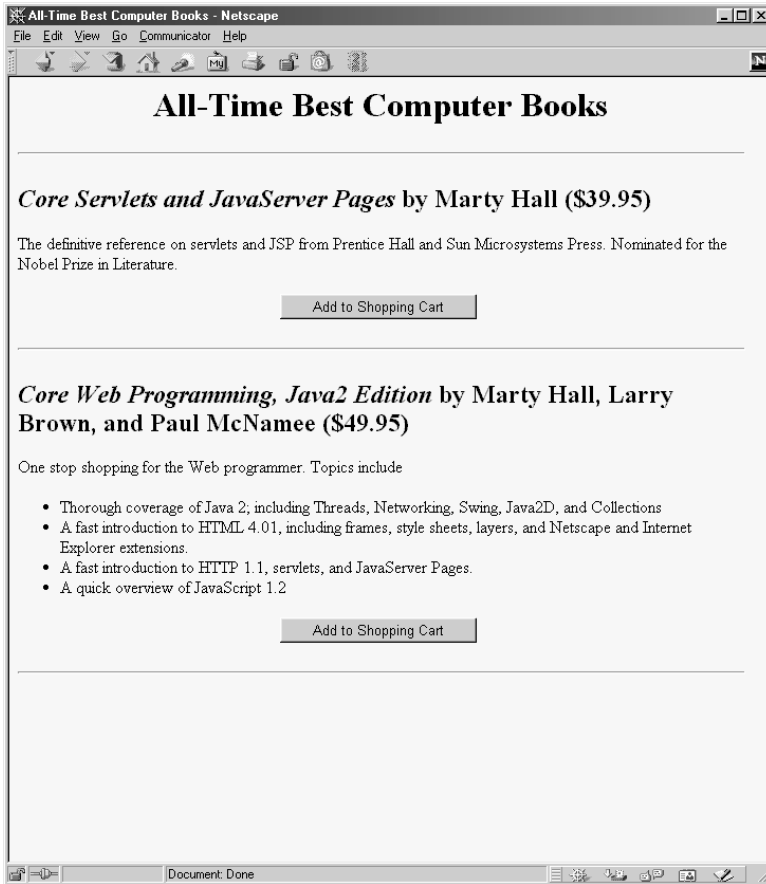 All-Time Best Computer Books - Netscape
File Edit View Go Communicator Help
My
N
All-Time Best Computer Books
Core Servlets and JavaServer Pages by Marty Hall ($39.95)
The definitive reference on servlets and JSP from Prentice Hall and Sun Microsystems Press. Nominated for the
Nobel Prize in Literature.
Add to Shopping Cart
Core Web Programming, Java2 Edition by Marty Hall, Larry
Brown, and Paul McNamee ($49.95)
One stop shopping for the Web programmer. Topics include
• Thorough coverage of Java 2; including Threads, Networking, Swing, Java2D, and Collections
• A fast introduction to HTML 4.01, including frames, style sheets, layers, and Netscape and Internet
Explorer extensions.
• A fast introduction to HTTP 1.1, servlets, and JavaServer Pages.
• A quick overview of JavaScript 1.2
Add to Shopping Cart
Document: Done